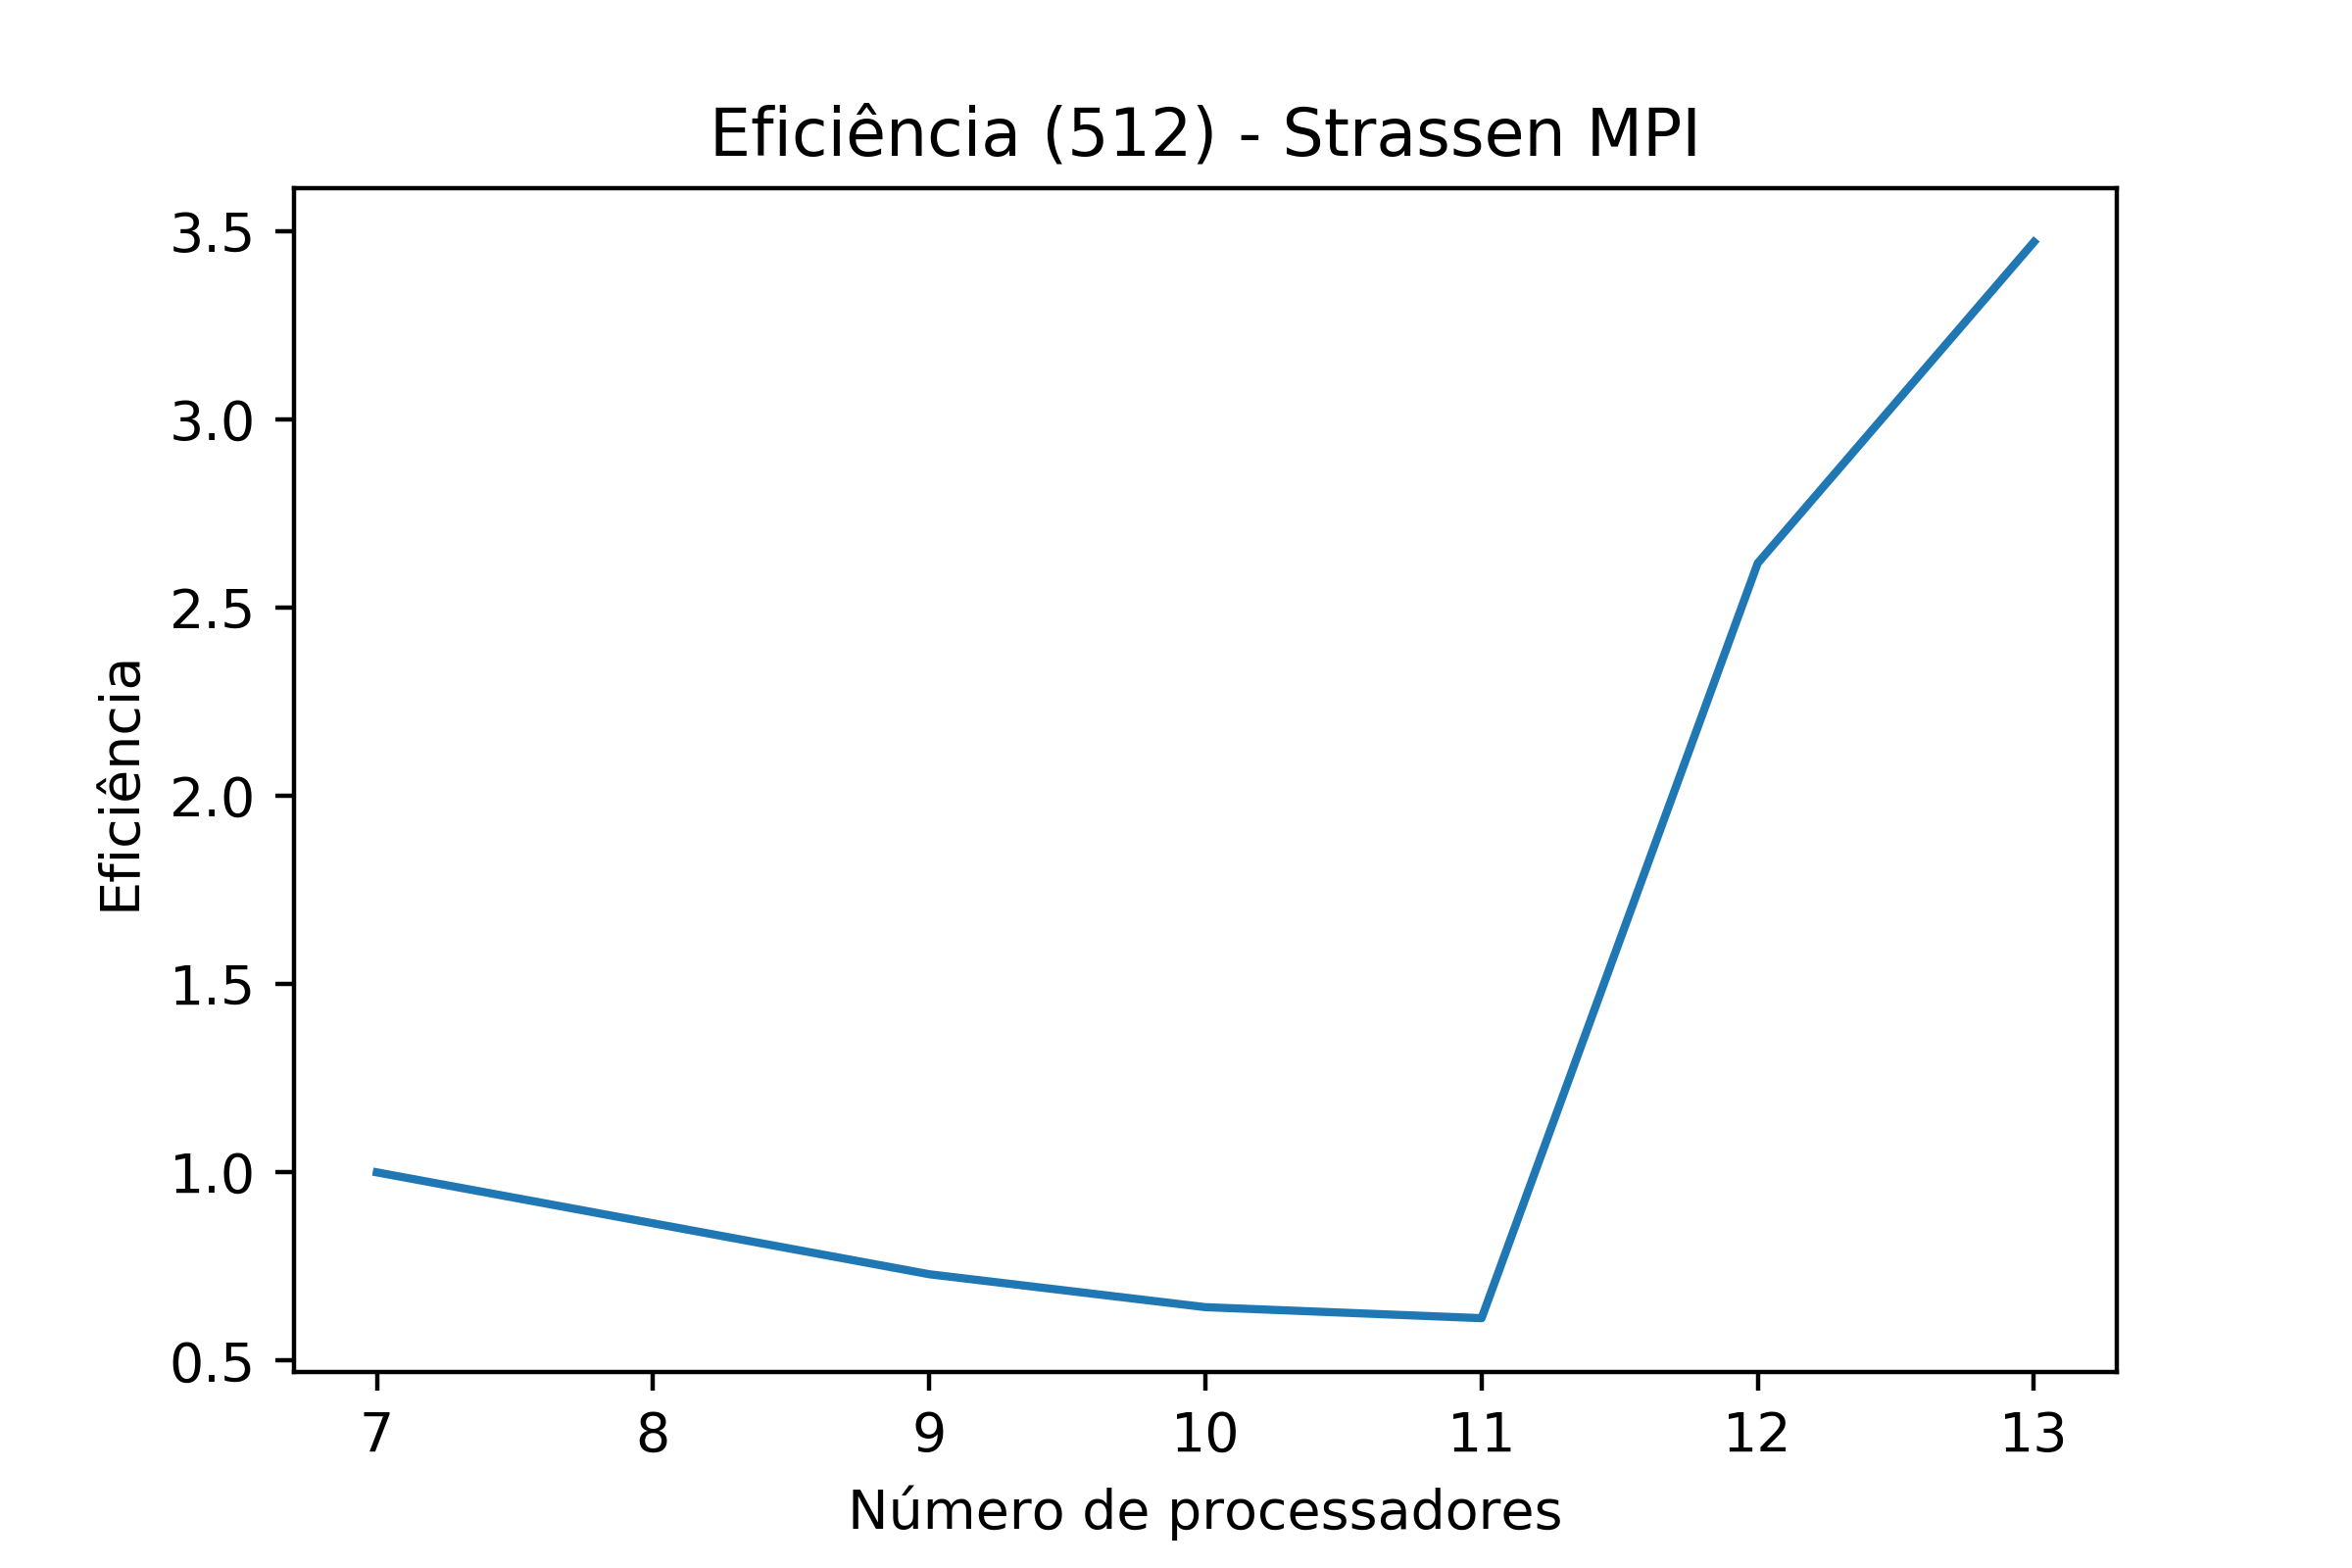 Eficiência (512) - Strassen MPI
3.5
3.0
2.5
2.0
1.5
1.0
0.5
Eficiência
7 8 9 10 11 12 13
Número de processadores